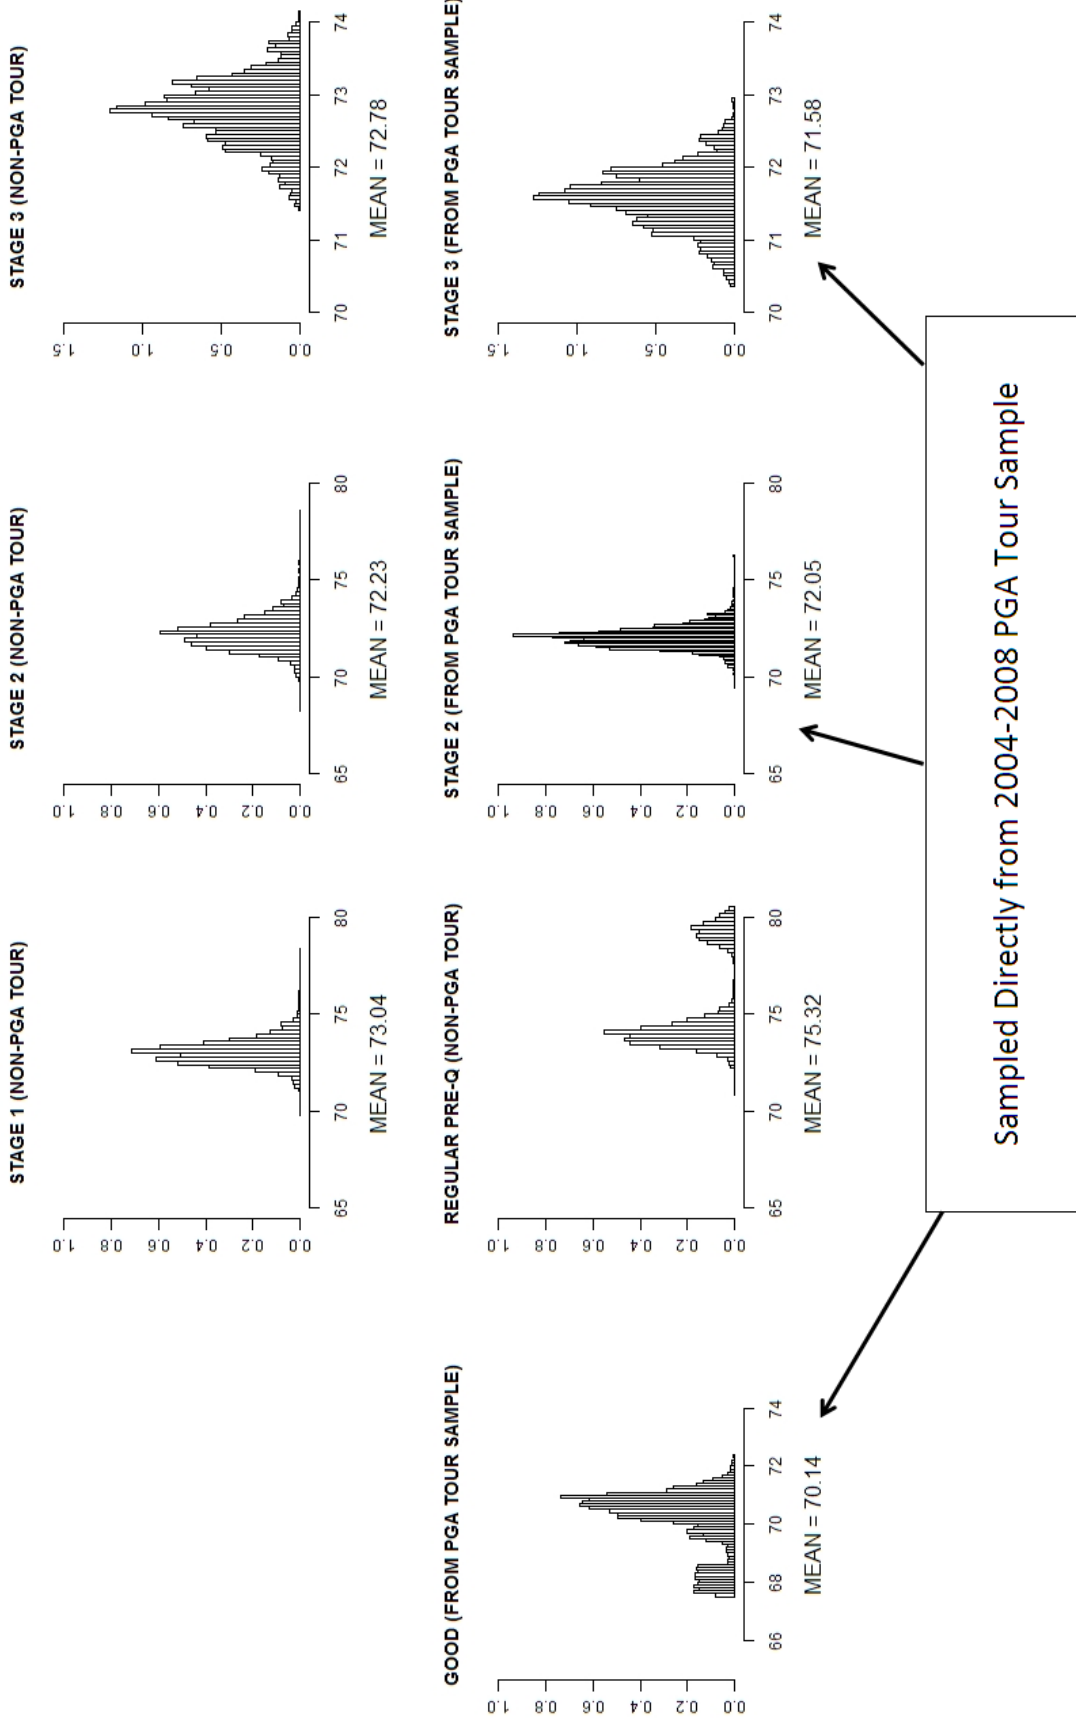 STAGE 1 (NON-PGA TOUR)
1.0
0.8
0.6
0.4
0.2
0.0
65 70 75 80
MEAN = 73.04
STAGE 2 (NON-PGA TOUR)
1.0
0.8
0.6
0.4
0.2
0.0
65 70 75 80
MEAN = 72.23
STAGE 3 (NON-PGA TOUR)
1.5
1.0
0.5
0.0
70 71 72 73 74
MEAN = 72.78
GOOD (FROM PGA TOUR SAMPLE)
1.0
0.8
0.6
0.4
0.2
0.0
66 68 70 72 74
MEAN = 70.14
REGULAR PRE-Q (NON-PGA TOUR)
1.0
0.8
0.6
0.4
0.2
0.0
65 70 75 80
MEAN = 75.32
STAGE 2 (FROM PGA TOUR SAMPLE)
1.0
0.8
0.6
0.4
0.2
0.0
65 70 75 80
MEAN = 72.05
STAGE 3 (FROM PGA TOUR SAMPLE)
1.5
1.0
0.5
0.0
70 71 72 73 74
MEAN = 71.58
Sampled Directly from 2004-2008 PGA Tour Sample